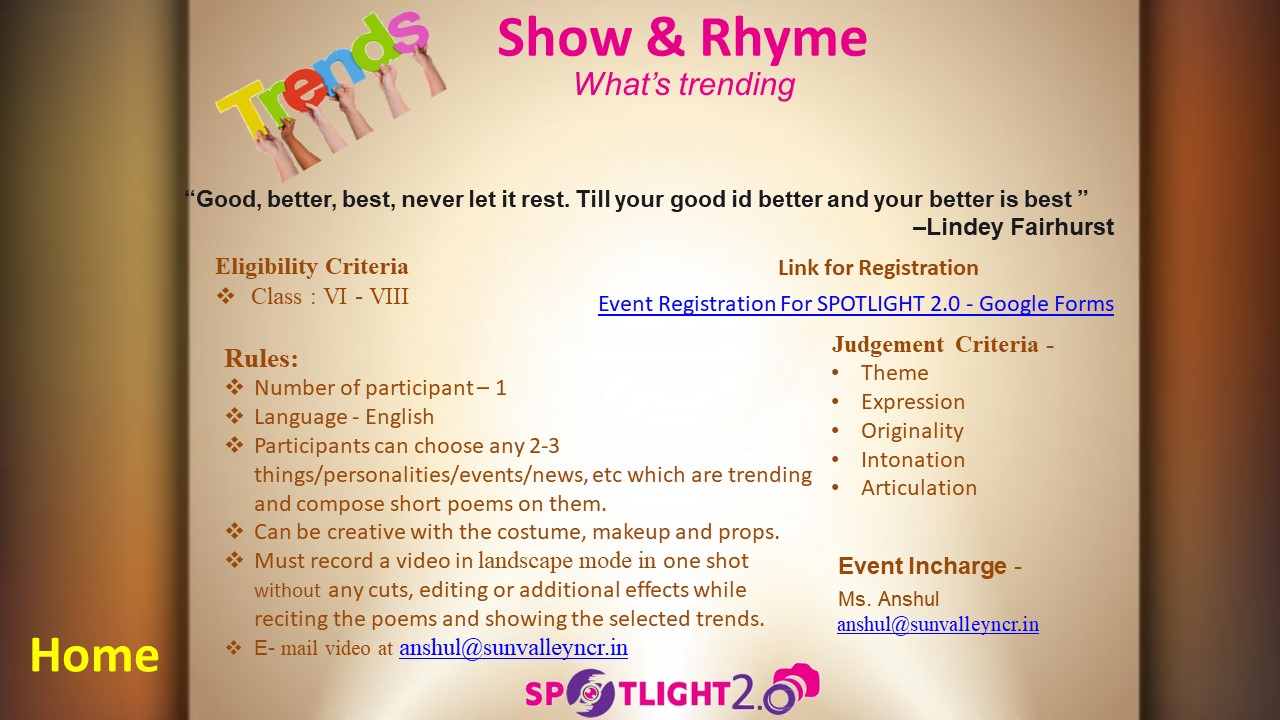 Trends
Show & Rhyme
What’s trending
“Good, better, best, never let it rest. Till your good id better and your better is best ”
–Lindey Fairhurst
Eligibility Criteria
❖ Class : VI - VIII
Link for Registration
Event Registration For SPOTLIGHT 2.0 - Google Forms
Rules:
❖ Number of participant – 1
❖ Language - English
❖ Participants can choose any 2-3
things/personalities/events/news, etc which are trending
and compose short poems on them.
❖ Can be creative with the costume, makeup and props.
❖ Must record a video in landscape mode in one shot
without any cuts, editing or additional effects while
reciting the poems and showing the selected trends.
❖ E- mail video at anshul@sunvalleyncr.in
Judgement Criteria -
• Theme
• Expression
• Originality
• Intonation
• Articulation
Event Incharge -
Ms. Anshul
anshul@sunvalleyncr.in
Home
SPOTLIGHT 2.0